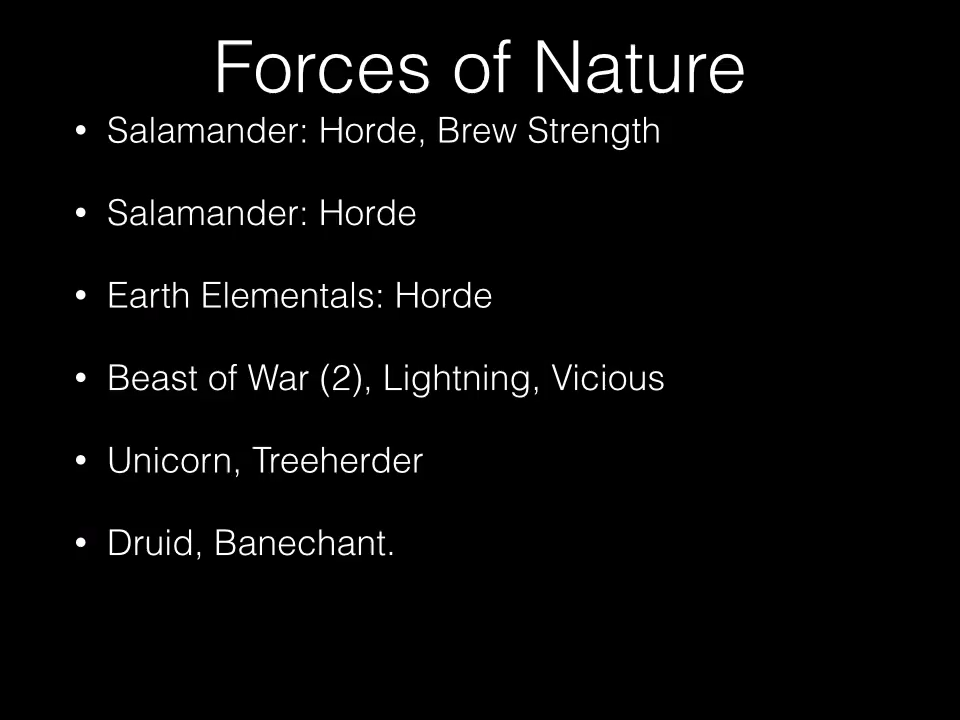 Forces of Nature
• Salamander: Horde, Brew Strength
• Salamander: Horde
• Earth Elementals: Horde
• Beast of War (2), Lightning, Vicious
• Unicorn, Treeherder
• Druid, Banechant.